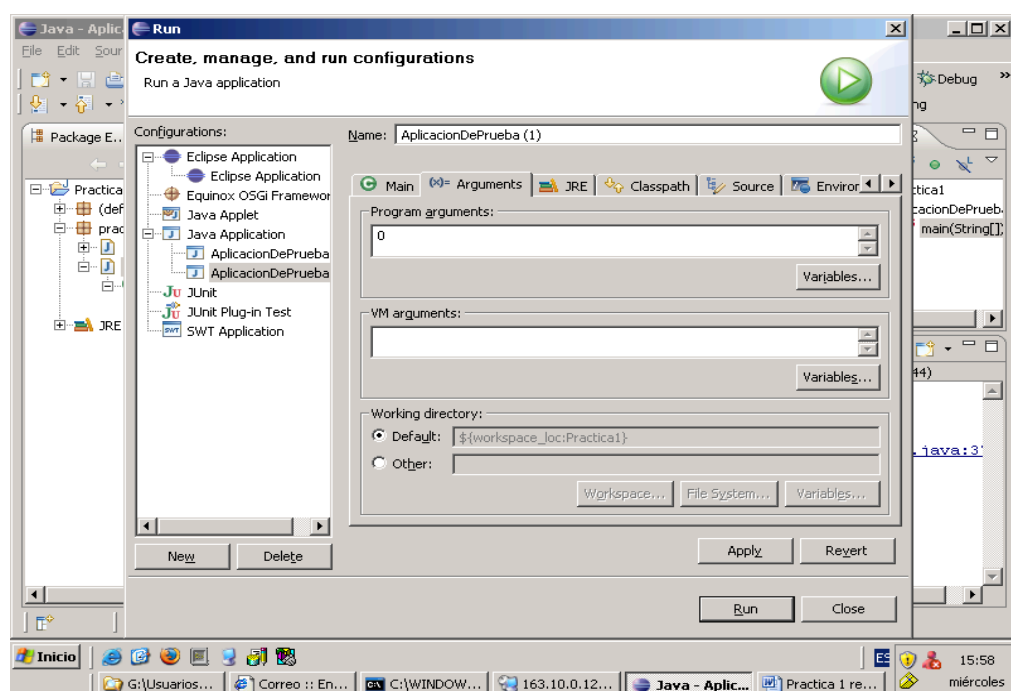 Java - Aplic
File Edit Sour
Debug »
ng
Package E..
Practica
(def
prac
JRE
Run
Create, manage, and run configurations
Run a Java application
Configurations:
Eclipse Application
Eclipse Application
Equinox OSGi Framewor
Java Applet
Java Application
AplicacionDePrueba
AplicacionDePrueba
JUnit
JUnit Plug-in Test
SWT Application
New Delete
Name: AplicacionDePrueba (1)
Main (x)= Arguments JRE Classpath Source Enviror
Program arguments:
0
Variables...
VM arguments:
Variables...
Working directory:
Default: ${workspace_loc:Practica1}
Other:
Workspace... File System... Variables...
Apply Revert
Run Close
ctica1
cacionDePrueb
main(String[])
44)
.java:3
Inicio ES 15:58
G:\Usuarios... Correo :: En... C:\WINDOW... 163.10.0.12... Java - Aplic... Practica 1 re... miércoles